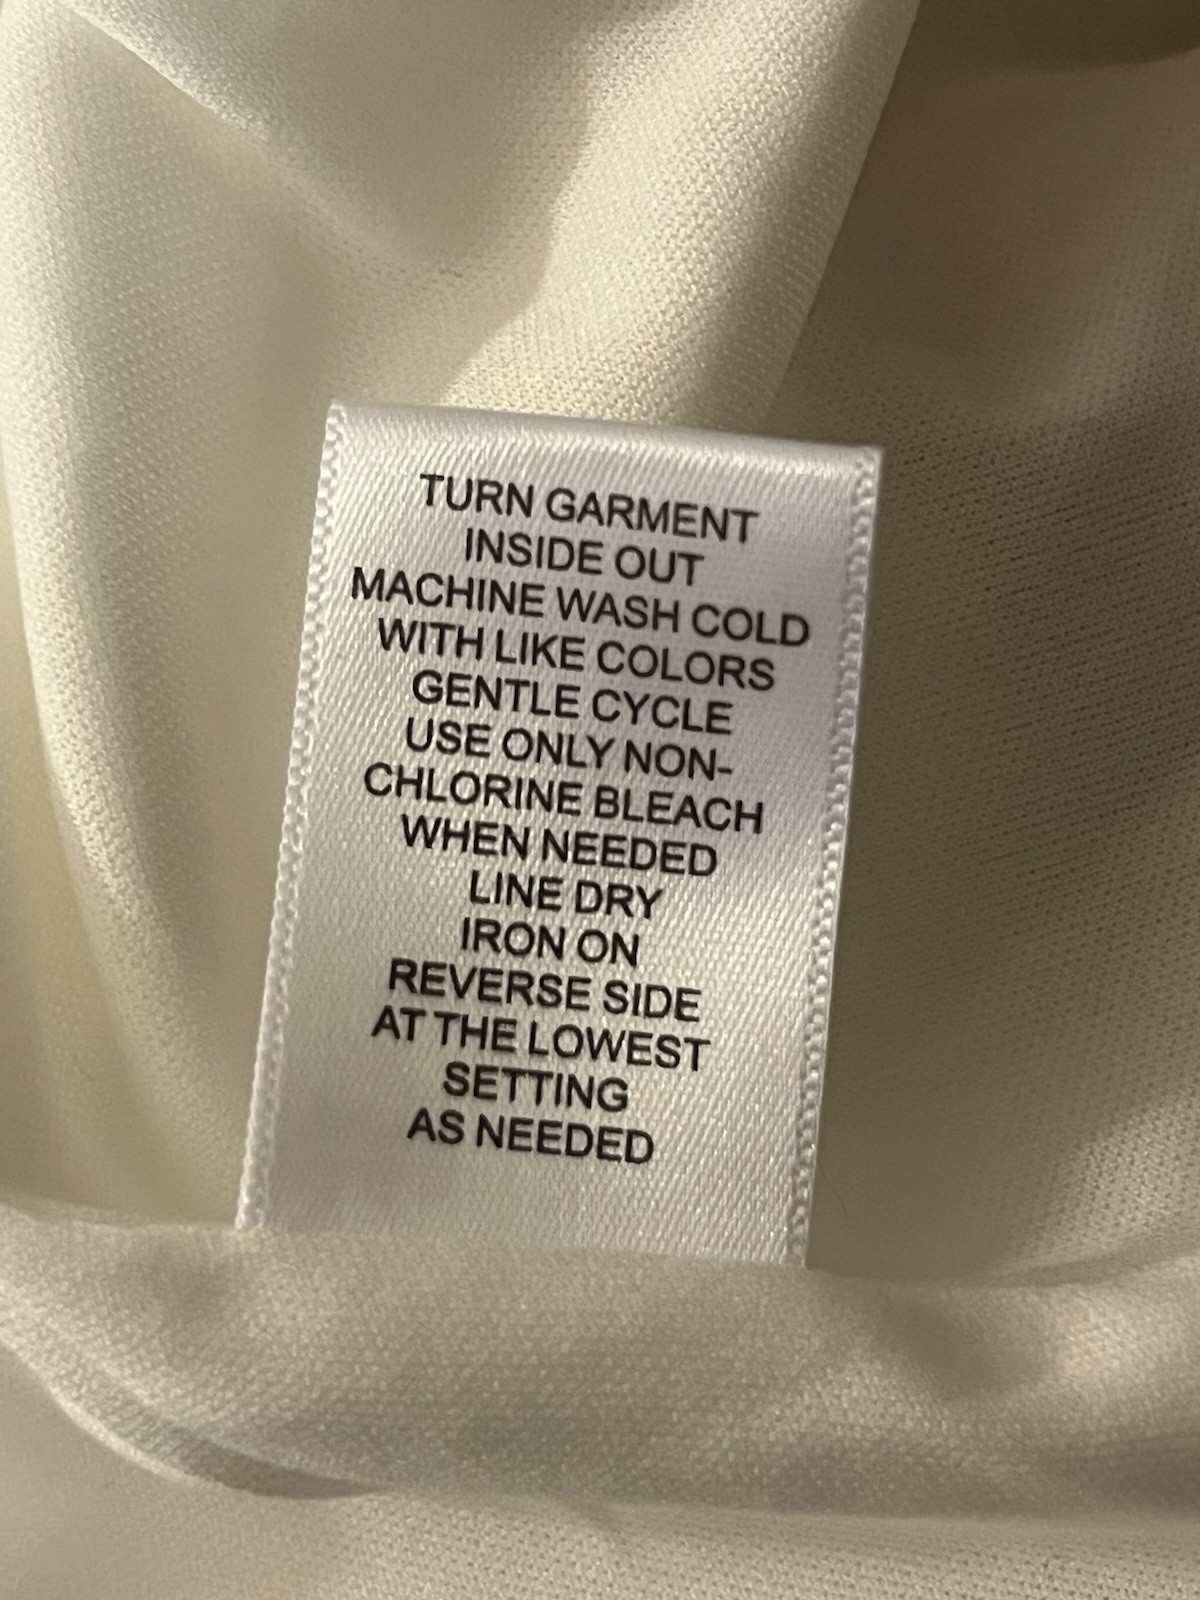 TURN GARMENT
INSIDE OUT
MACHINE WASH COLD
WITH LIKE COLORS
GENTLE CYCLE
USE ONLY NON-
CHLORINE BLEACH
WHEN NEEDED
LINE DRY
IRON ON
REVERSE SIDE
AT THE LOWEST
SETTING
AS NEEDED